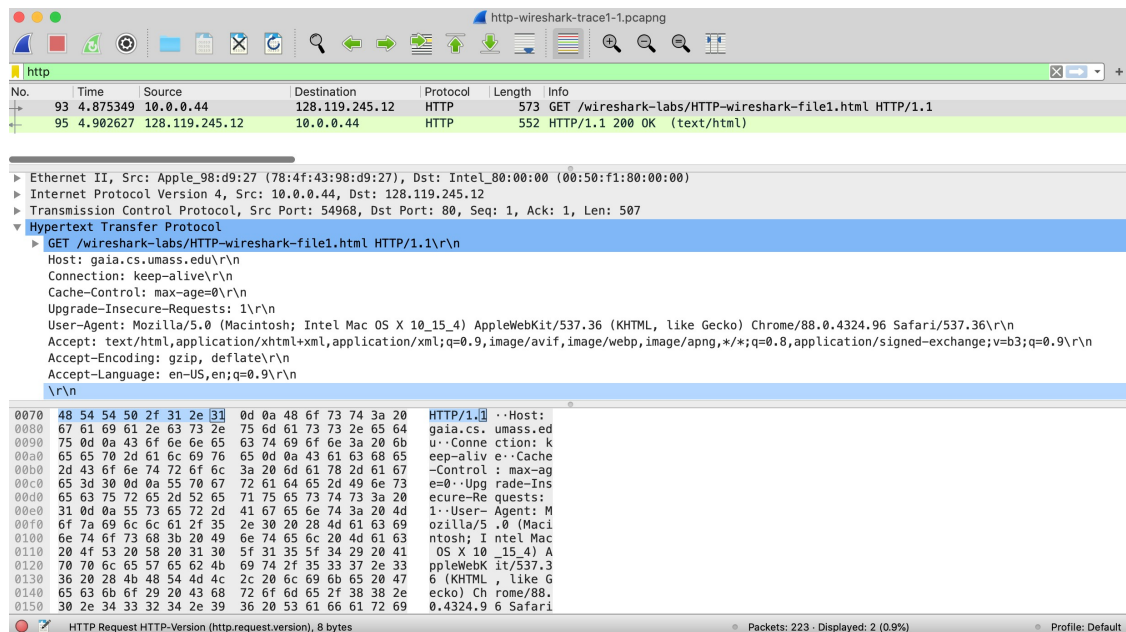 http-wireshark-trace1-1.pcapng
http
No. Time Source Destination Protocol Length Info
93 4.875349 10.0.0.44 128.119.245.12 HTTP 573 GET /wireshark-labs/HTTP-wireshark-file1.html HTTP/1.1
95 4.902627 128.119.245.12 10.0.0.44 HTTP 552 HTTP/1.1 200 OK (text/html)
Ethernet II, Src: Apple_98:d9:27 (78:4f:43:98:d9:27), Dst: Intel_80:00:00 (00:50:f1:80:00:00)
Internet Protocol Version 4, Src: 10.0.0.44, Dst: 128.119.245.12
Transmission Control Protocol, Src Port: 54968, Dst Port: 80, Seq: 1, Ack: 1, Len: 507
Hypertext Transfer Protocol
GET /wireshark-labs/HTTP-wireshark-file1.html HTTP/1.1\r\n
Host: gaia.cs.umass.edu\r\n
Connection: keep-alive\r\n
Cache-Control: max-age=0\r\n
Upgrade-Insecure-Requests: 1\r\n
User-Agent: Mozilla/5.0 (Macintosh; Intel Mac OS X 10_15_4) AppleWebKit/537.36 (KHTML, like Gecko) Chrome/88.0.4324.96 Safari/537.36\r\n
Accept: text/html,application/xhtml+xml,application/xml;q=0.9,image/avif,image/webp,image/apng,*/*;q=0.8,application/signed-exchange;v=b3;q=0.9\r\n
Accept-Encoding: gzip, deflate\r\n
Accept-Language: en-US,en;q=0.9\r\n
\r\n
0070 48 54 54 50 2f 31 2e 31 0d 0a 48 6f 73 74 3a 20 HTTP/1.1 ··Host:
0080 67 61 69 61 2e 63 73 2e 75 6d 61 73 73 2e 65 64 gaia.cs. umass.ed
0090 75 0d 0a 43 6f 6e 6e 65 63 74 69 6f 6e 3a 20 6b u··Conne ction: k
00a0 65 65 70 2d 61 6c 69 76 65 0d 0a 43 61 63 68 65 eep-aliv e··Cache
00b0 2d 43 6f 6e 74 72 6f 6c 3a 20 6d 61 78 2d 61 67 -Control : max-ag
00c0 65 3d 30 0d 0a 55 70 67 72 61 64 65 2d 49 6e 73 e=0··Upg rade-Ins
00d0 65 63 75 72 65 2d 52 65 71 75 65 73 74 73 3a 20 ecure-Re quests:
00e0 31 0d 0a 55 73 65 72 2d 41 67 65 6e 74 3a 20 4d 1··User- Agent: M
00f0 6f 7a 69 6c 6c 61 2f 35 2e 30 20 28 4d 61 63 69 ozilla/5 .0 (Maci
0100 6e 74 6f 73 68 3b 20 49 6e 74 65 6c 20 4d 61 63 ntosh; I ntel Mac
0110 20 4f 53 20 58 20 31 30 5f 31 35 5f 34 29 20 41 OS X 10 _15_4) A
0120 70 70 6c 65 57 65 62 4b 69 74 2f 35 33 37 2e 33 ppleWebK it/537.3
0130 36 20 28 4b 48 54 4d 4c 2c 20 6c 69 6b 65 20 47 6 (KHTML , like G
0140 65 63 6b 6f 29 20 43 68 72 6f 6d 65 2f 38 38 2e ecko) Ch rome/88.
0150 30 2e 34 33 32 34 2e 39 36 20 53 61 66 61 72 69 0.4324.9 6 Safari
HTTP Request HTTP-Version (http.request.version), 8 bytes Packets: 223 · Displayed: 2 (0.9%) Profile: Default